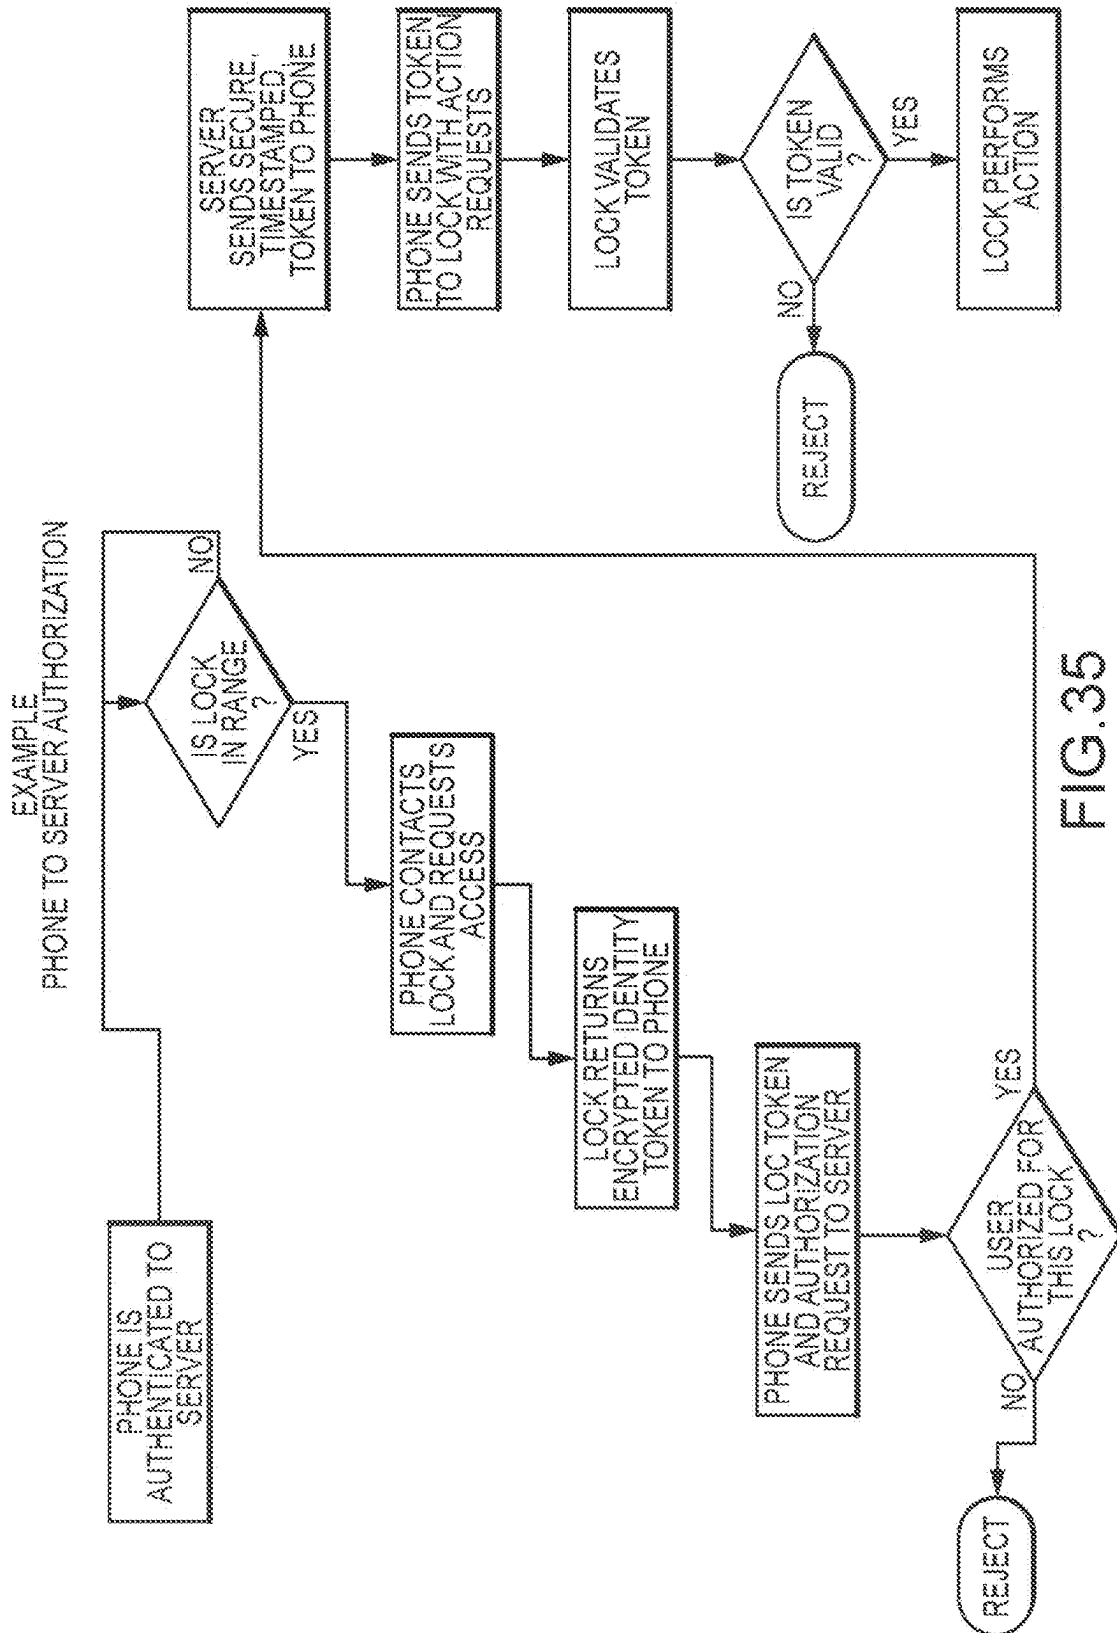 EXAMPLE
PHONE TO SERVER AUTHORIZATION
PHONE IS
AUTHENTICATED TO
SERVER
IS LOCK
IN RANGE
?
NO
YES
PHONE CONTACTS
LOCK AND REQUESTS
ACCESS
LOCK RETURNS
ENCRYPTED IDENTITY
TOKEN TO PHONE
PHONE SENDS LOC TOKEN
AND AUTHORIZATION
REQUEST TO SERVER
USER
AUTHORIZED FOR
THIS LOCK
?
NO
YES
REJECT
SERVER
SENDS SECURE,
TIMESTAMPED,
TOKEN TO PHONE
PHONE SENDS TOKEN
TO LOCK WITH ACTION
REQUESTS
LOCK VALIDATES
TOKEN
IS TOKEN
VALID
?
NO
YES
REJECT
LOCK PERFORMS
ACTION
FIG.35